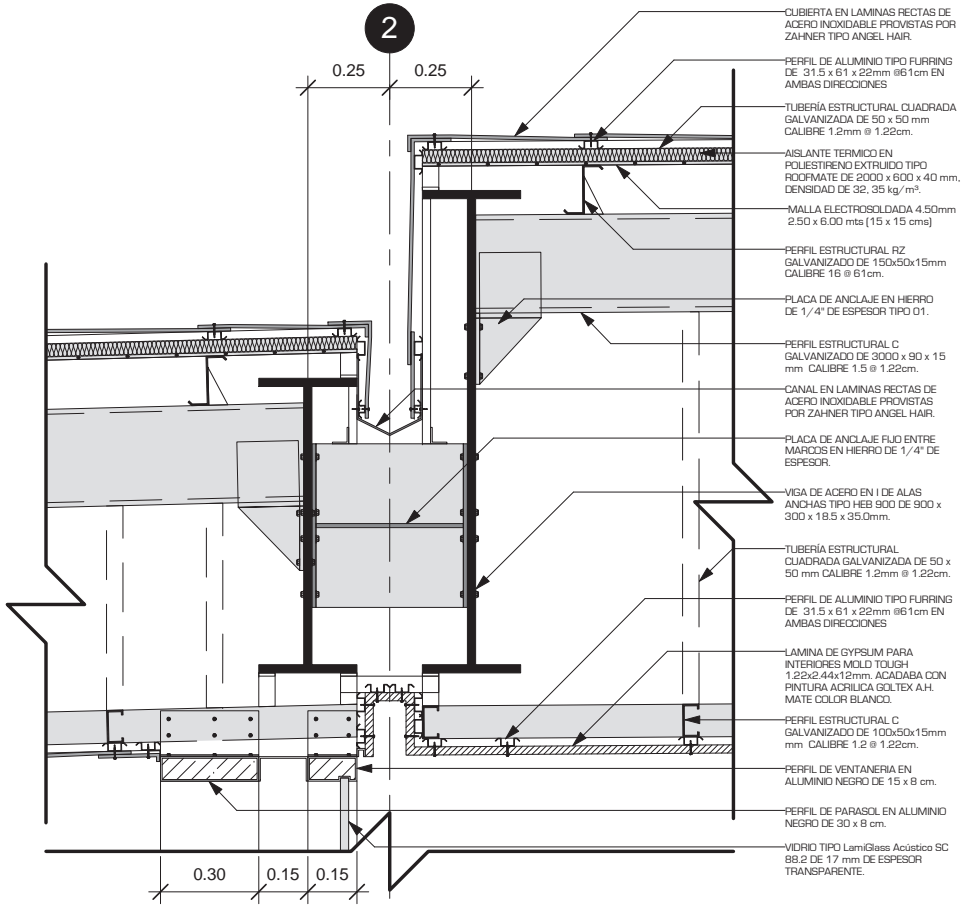 2
0.25
0.25
CUBIERTA EN LAMINAS RECTAS DE
ACERO INOXIDABLE PROVISTAS POR
ZAHNER TIPO ANGEL HAIR.
PERFIL DE ALUMINIO TIPO FURRING
DE 31.5 x 61 x 22mm @61cm EN
AMBAS DIRECCIONES
TUBERÍA ESTRUCTURAL CUADRADA
GALVANIZADA DE 50 x 50 mm
CALIBRE 1.2mm @ 1.22cm.
AISLANTE TERMICO EN
POLIESTIRENO EXTRUIDO TIPO
ROOFMATE DE 2000 x 600 x 40 mm,
DENSIDAD DE 32, 35 kg/m³.
MALLA ELECTROSOLDADA 4.50mm
2.50 x 6.00 mts (15 x 15 cms)
PERFIL ESTRUCTURAL RZ
GALVANIZADO DE 150x50x15mm
CALIBRE 16 @ 61cm.
PLACA DE ANCLAJE EN HIERRO
DE 1/4" DE ESPESOR TIPO 01.
PERFIL ESTRUCTURAL C
GALVANIZADO DE 3000 x 90 x 15
mm CALIBRE 1.5 @ 1.22cm.
CANAL EN LAMINAS RECTAS DE
ACERO INOXIDABLE PROVISTAS
POR ZAHNER TIPO ANGEL HAIR.
PLACA DE ANCLAJE FIJO ENTRE
MARCOS EN HIERRO DE 1/4" DE
ESPESOR.
VIGA DE ACERO EN I DE ALAS
ANCHAS TIPO HEB 900 DE 900 x
300 x 18.5 x 35.0mm.
TUBERÍA ESTRUCTURAL
CUADRADA GALVANIZADA DE 50 x
50 mm CALIBRE 1.2mm @ 1.22cm.
PERFIL DE ALUMINIO TIPO FURRING
DE 31.5 x 61 x 22mm @61cm EN
AMBAS DIRECCIONES
LAMINA DE GYPSUM PARA
INTERIORES MOLD TOUGH
1.22x2.44x12mm. ACADABA CON
PINTURA ACRILICA GOLTEX A.H.
MATE COLOR BLANCO.
PERFIL ESTRUCTURAL C
GALVANIZADO DE 100x50x15mm
mm CALIBRE 1.2 @ 1.22cm.
PERFIL DE VENTANERIA EN
ALUMINIO NEGRO DE 15 x 8 cm.
PERFIL DE PARASOL EN ALUMINIO
NEGRO DE 30 x 8 cm.
VIDRIO TIPO LamiGlass Acústico SC
88.2 DE 17 mm DE ESPESOR
TRANSPARENTE.
0.30
0.15
0.15